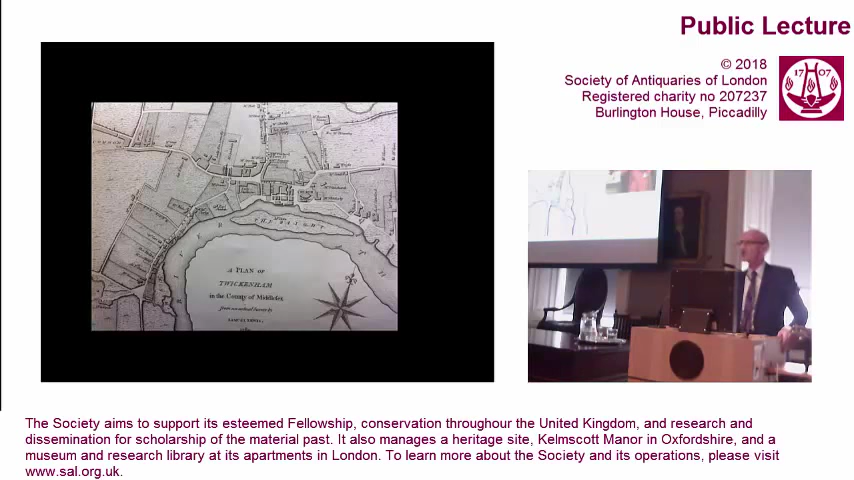 Public Lecture
© 2018
Society of Antiquaries of London
Registered charity no 207237
Burlington House, Piccadilly
1707
A PLAN OF
TWICKENHAM
in the County of Middlesex
The Society aims to support its esteemed Fellowship, conservation throughour the United Kingdom, and research and
dissemination for scholarship of the material past. It also manages a heritage site, Kelmscott Manor in Oxfordshire, and a
museum and research library at its apartments in London. To learn more about the Society and its operations, please visit
www.sal.org.uk.